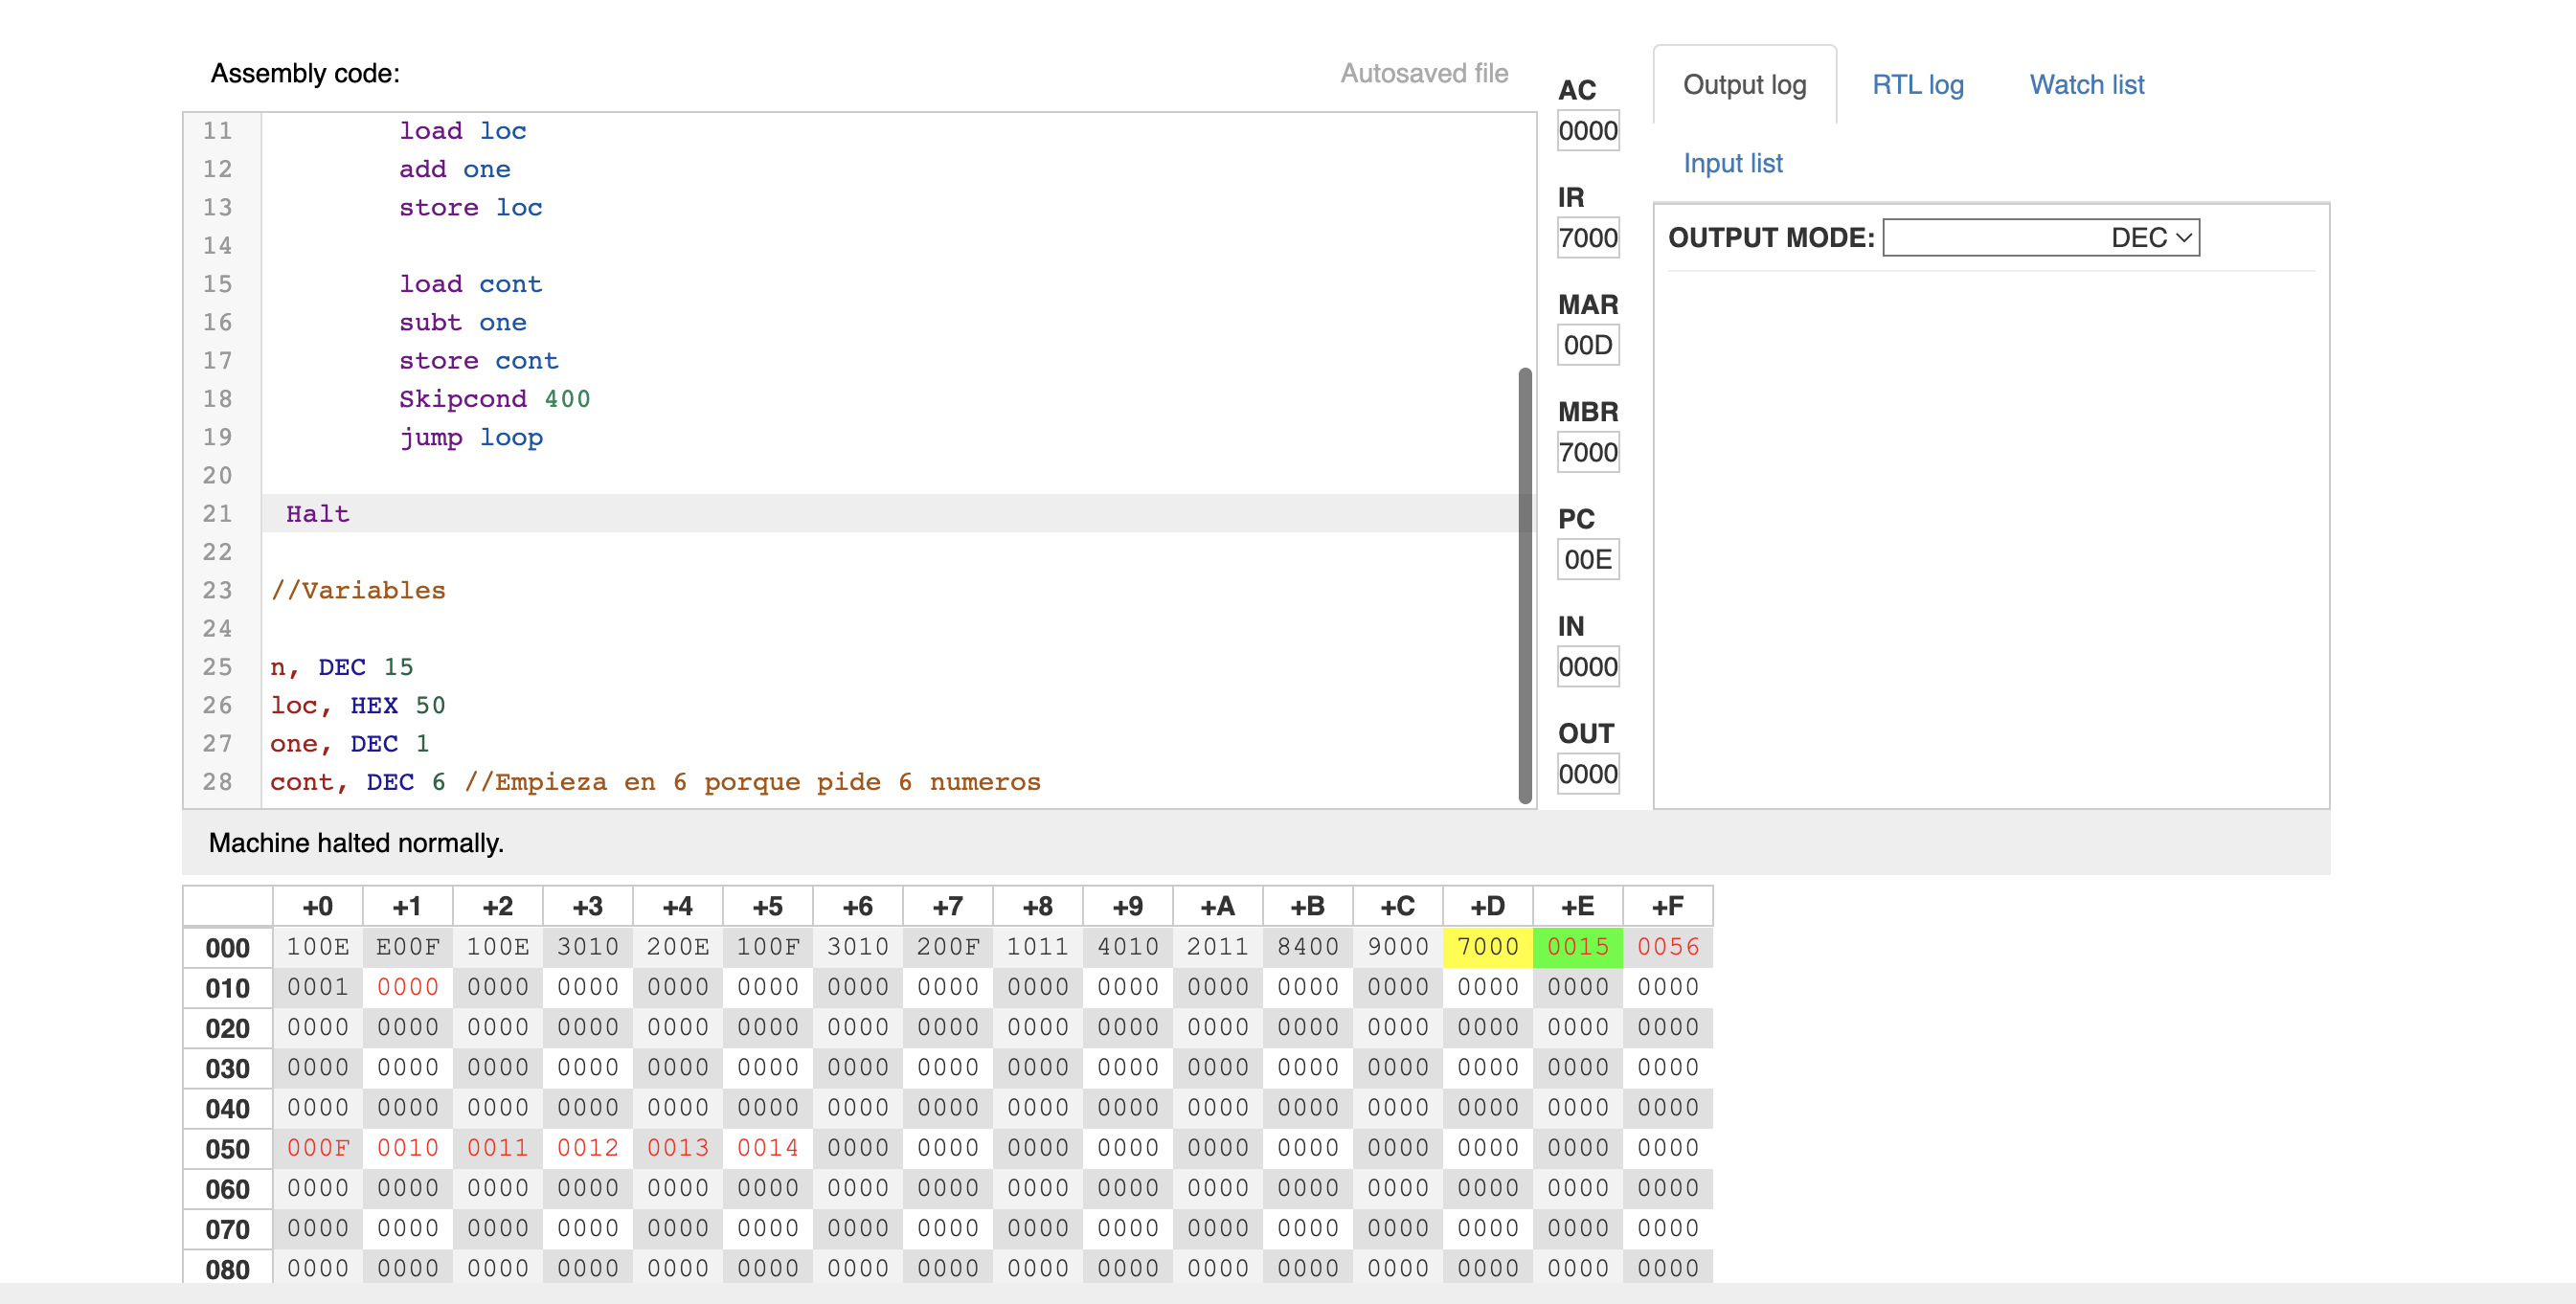 Assembly code:
Autosaved file
11 load loc
12 add one
13 store loc
14
15 load cont
16 subt one
17 store cont
18 Skipcond 400
19 jump loop
20
21 Halt
22
23 //Variables
24
25 n, DEC 15
26 loc, HEX 50
27 one, DEC 1
28 cont, DEC 6 //Empieza en 6 porque pide 6 numeros
AC
0000
IR
7000
MAR
00D
MBR
7000
PC
00E
IN
0000
OUT
0000
Output log RTL log Watch list
Input list
OUTPUT MODE: DEC
Machine halted normally.
+0 +1 +2 +3 +4 +5 +6 +7 +8 +9 +A +B +C +D +E +F
000 100E E00F 100E 3010 200E 100F 3010 200F 1011 4010 2011 8400 9000 7000 0015 0056
010 0001 0000 0000 0000 0000 0000 0000 0000 0000 0000 0000 0000 0000 0000 0000 0000
020 0000 0000 0000 0000 0000 0000 0000 0000 0000 0000 0000 0000 0000 0000 0000 0000
030 0000 0000 0000 0000 0000 0000 0000 0000 0000 0000 0000 0000 0000 0000 0000 0000
040 0000 0000 0000 0000 0000 0000 0000 0000 0000 0000 0000 0000 0000 0000 0000 0000
050 000F 0010 0011 0012 0013 0014 0000 0000 0000 0000 0000 0000 0000 0000 0000 0000
060 0000 0000 0000 0000 0000 0000 0000 0000 0000 0000 0000 0000 0000 0000 0000 0000
070 0000 0000 0000 0000 0000 0000 0000 0000 0000 0000 0000 0000 0000 0000 0000 0000
080 0000 0000 0000 0000 0000 0000 0000 0000 0000 0000 0000 0000 0000 0000 0000 0000